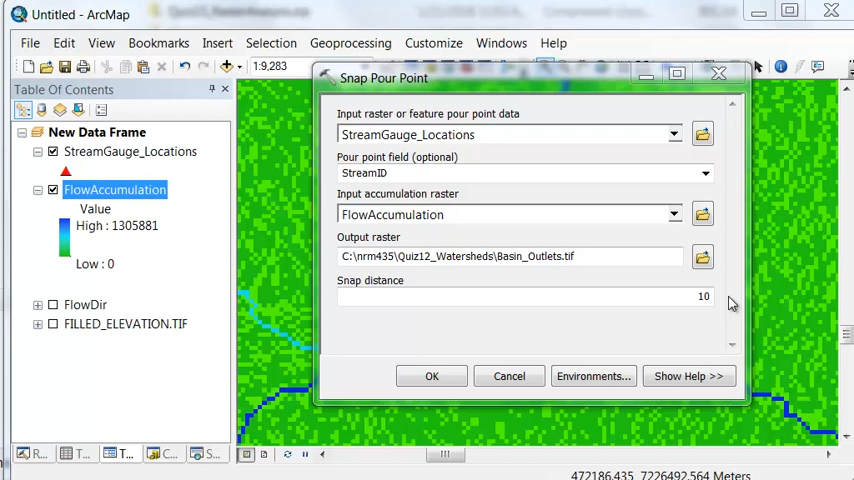 Untitled - ArcMap
File Edit View Bookmarks Insert Selection Geoprocessing Customize Windows Help
1:9,283
Table Of Contents
New Data Frame
StreamGauge_Locations
FlowAccumulation
Value
High : 1305881
Low : 0
FlowDir
FILLED_ELEVATION.TIF
Snap Pour Point
Input raster or feature pour point data
StreamGauge_Locations
Pour point field (optional)
StreamID
Input accumulation raster
FlowAccumulation
Output raster
C:\nrm435\Quiz12_Watersheds\Basin_Outlets.tif
Snap distance
10
OK Cancel Environments... Show Help >>
R... T... T... C... S...
472186.435 7226492.564 Meters